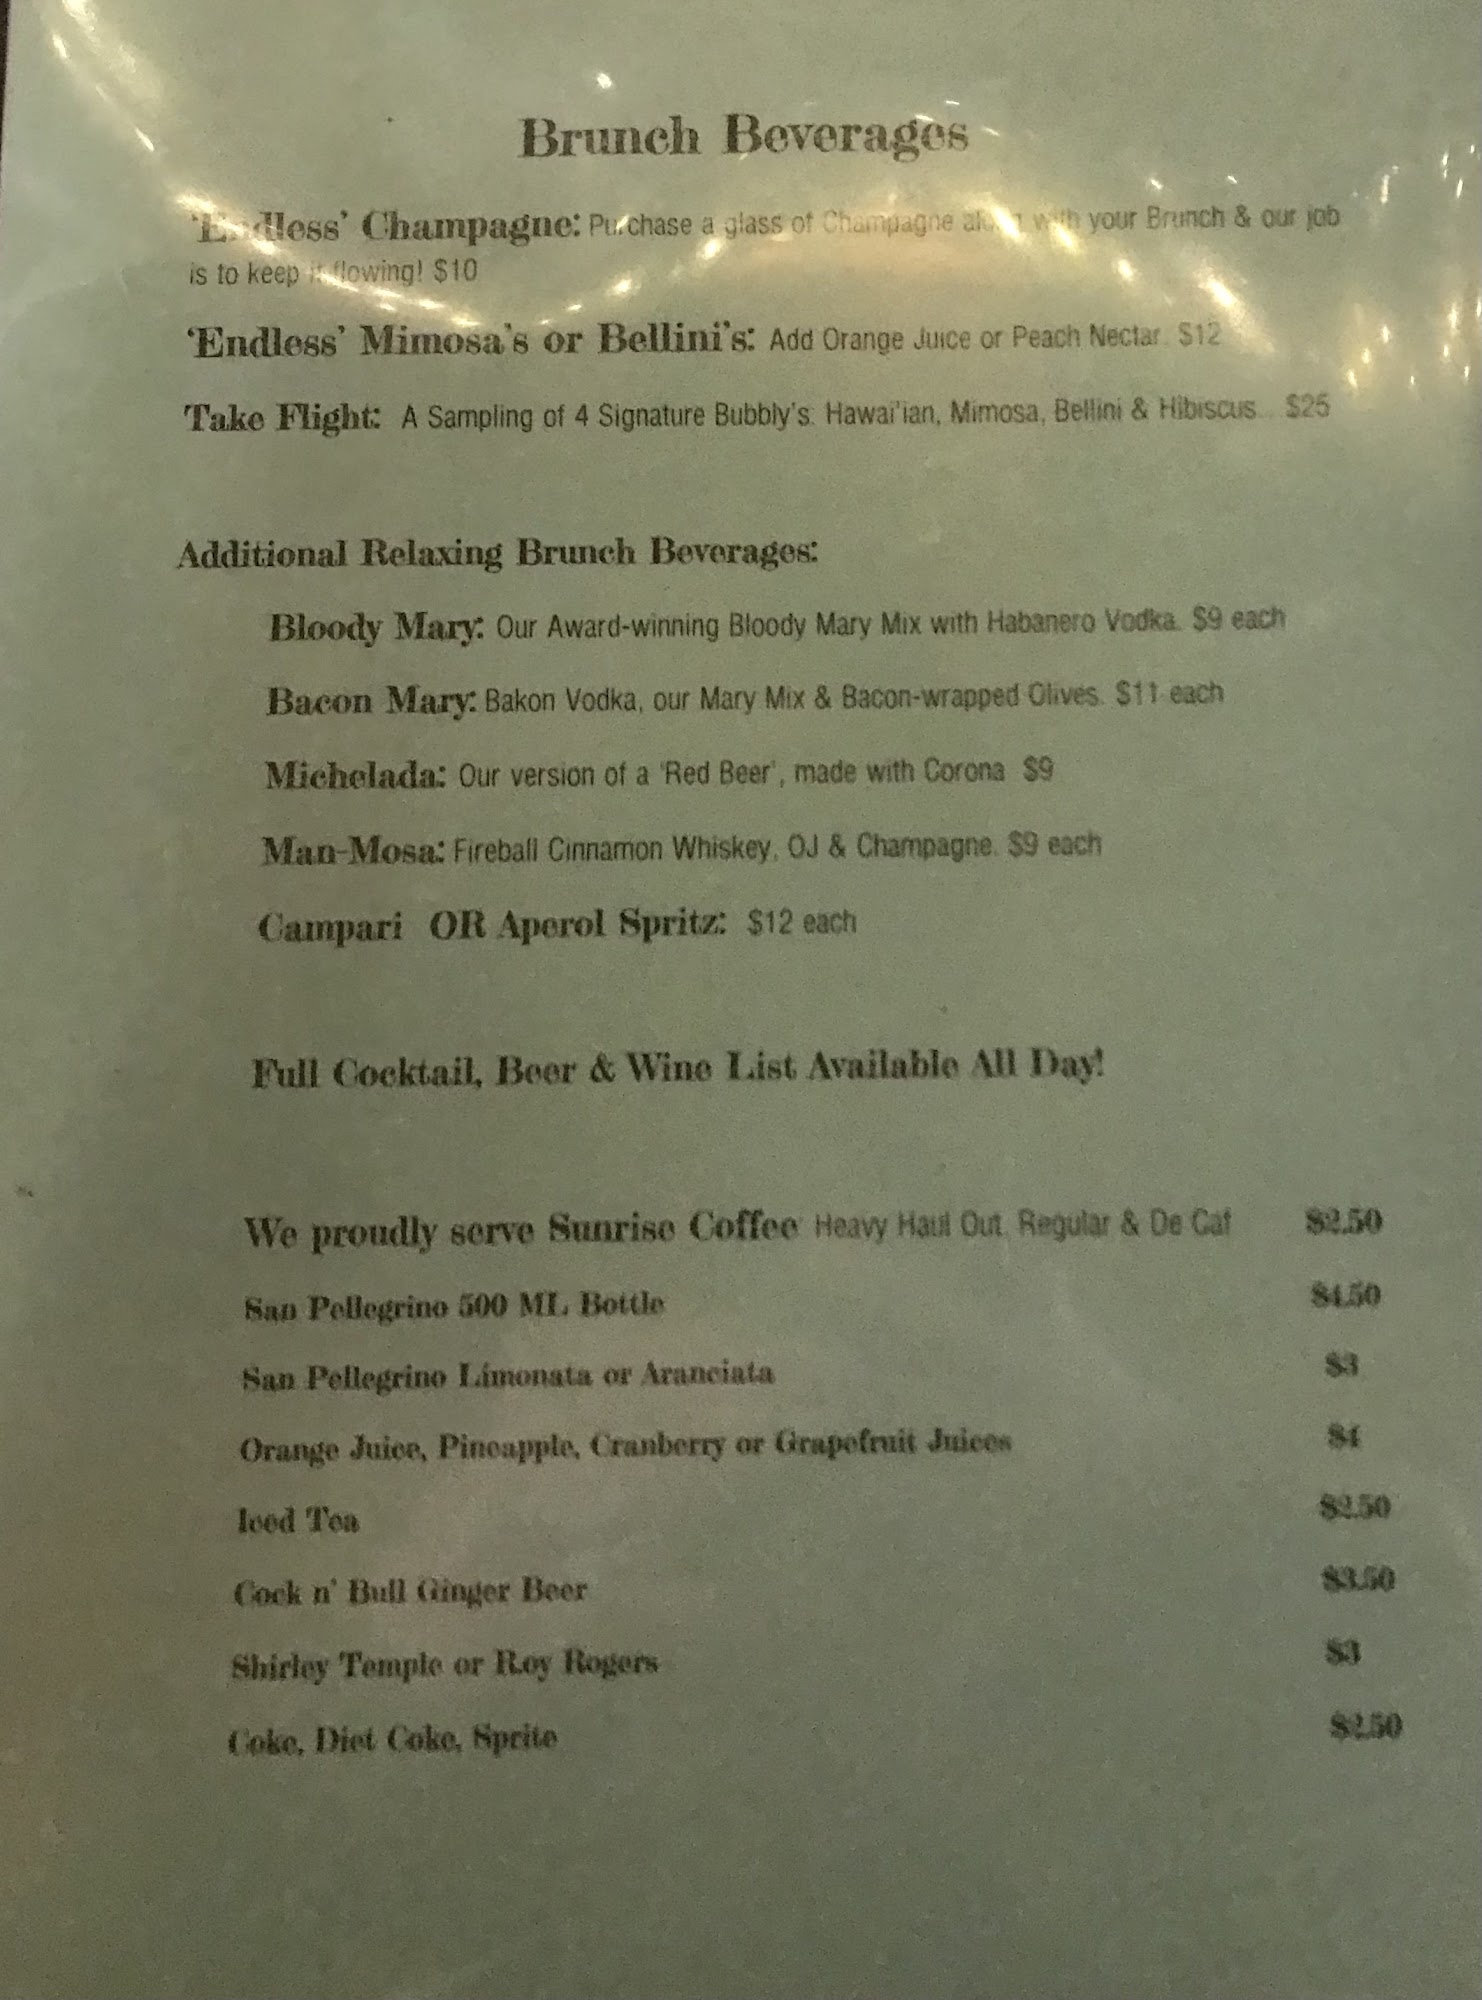 Brunch Beverages
'Endless' Champagne: Purchase a glass of Champagne along with your Brunch & our job
is to keep it flowing! $10
'Endless' Mimosa's or Bellini's: Add Orange Juice or Peach Nectar. $12
Take Flight: A Sampling of 4 Signature Bubbly's. Hawai'ian, Mimosa, Bellini & Hibiscus... $25
Additional Relaxing Brunch Beverages:
Bloody Mary: Our Award-winning Bloody Mary Mix with Habanero Vodka. $9 each
Bacon Mary: Bakon Vodka, our Mary Mix & Bacon-wrapped Olives. $11 each
Michelada: Our version of a 'Red Beer', made with Corona $9
Man-Mosa: Fireball Cinnamon Whiskey, OJ & Champagne. $9 each
Campari OR Aperol Spritz: $12 each
Full Cocktail, Beer & Wine List Available All Day!
We proudly serve Sunrise Coffee Heavy Haul Out, Regular & De Caf $2.50
San Pellegrino 500 ML Bottle $4.50
San Pellegrino Limonata or Aranciata $3
Orange Juice, Pineapple, Cranberry or Grapefruit Juices $4
Iced Tea $2.50
Cock n' Bull Ginger Beer $3.50
Shirley Temple or Roy Rogers $3
Coke, Diet Coke, Sprite $2.50